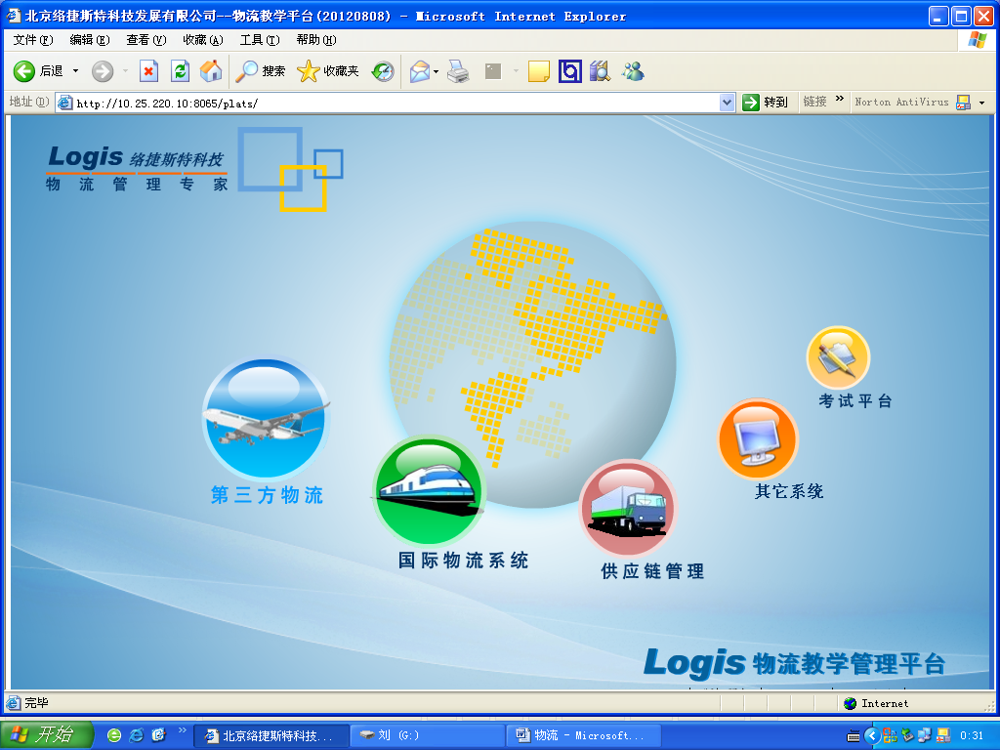 北京络捷斯特科技发展有限公司--物流教学平台(20120808) - Microsoft Internet Explorer
文件(F) 编辑(E) 查看(V) 收藏(A) 工具(T) 帮助(H)
后退 搜索 收藏夹
地址(D) http://10.25.220.10:8065/plats/ 转到 链接 » Norton AntiVirus
Logis 络捷斯特科技
物流管理专家
考试平台
其它系统
第三方物流
国际物流系统
供应链管理
Logis 物流教学管理平台
完毕 Internet
开始 » 北京络捷斯特科技... 刘 (G:) 物流 - Microsoft... 0:31